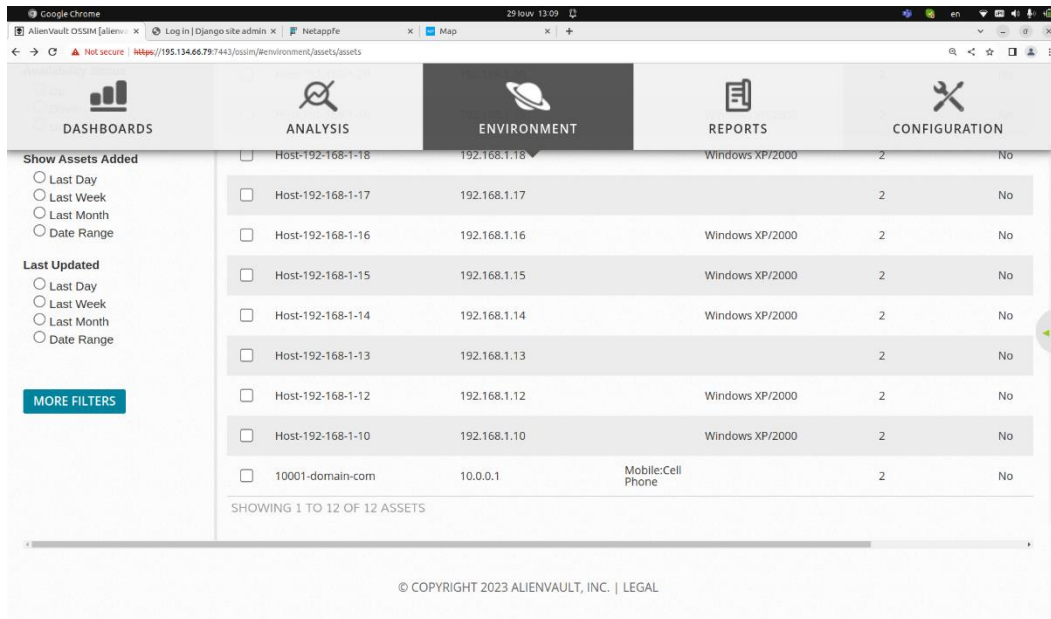 Google Chrome
29 Ιουν 13:09
en
AlienVault OSSIM [alienv
Log in | Django site admin
Netappfe
Map
Not secure | https://195.134.66.79:7443/ossim/#environment/assets/assets
DASHBOARDS
ANALYSIS
ENVIRONMENT
REPORTS
CONFIGURATION
Show Assets Added
Last Day
Last Week
Last Month
Date Range
Last Updated
Last Day
Last Week
Last Month
Date Range
MORE FILTERS
Host-192-168-1-18 192.168.1.18 Windows XP/2000 2 No
Host-192-168-1-17 192.168.1.17 2 No
Host-192-168-1-16 192.168.1.16 Windows XP/2000 2 No
Host-192-168-1-15 192.168.1.15 Windows XP/2000 2 No
Host-192-168-1-14 192.168.1.14 Windows XP/2000 2 No
Host-192-168-1-13 192.168.1.13 2 No
Host-192-168-1-12 192.168.1.12 Windows XP/2000 2 No
Host-192-168-1-10 192.168.1.10 Windows XP/2000 2 No
10001-domain-com 10.0.0.1 Mobile:Cell Phone 2 No
SHOWING 1 TO 12 OF 12 ASSETS
© COPYRIGHT 2023 ALIENVAULT, INC. | LEGAL